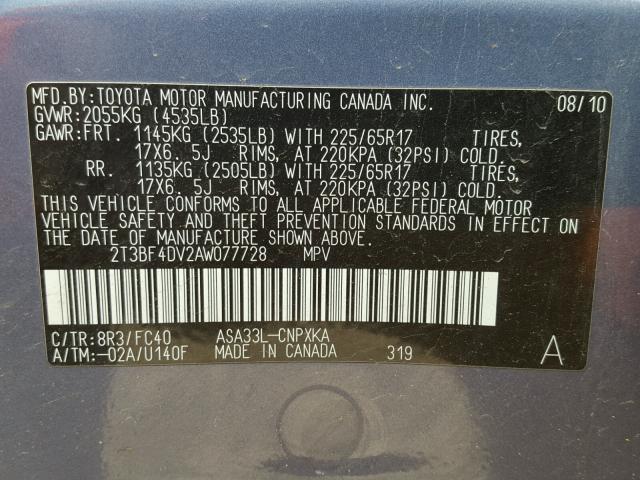 MFD.BY:TOYOTA MOTOR MANUFACTURING CANADA INC. 08/10
GVWR:2055KG (4535LB)
GAWR:FRT. 1145KG (2535LB) WITH 225/65R17 TIRES,
17X6. 5J RIMS, AT 220KPA (32PSI) COLD.
RR. 1135KG (2505LB) WITH 225/65R17 TIRES,
17X6. 5J RIMS, AT 220KPA (32PSI) COLD.
THIS VEHICLE CONFORMS TO ALL APPLICABLE FEDERAL MOTOR
VEHICLE SAFETY AND THEFT PREVENTION STANDARDS IN EFFECT ON
THE DATE OF MANUFACTURE SHOWN ABOVE.
2T3BF4DV2AW077728 MPV
C/TR:8R3/FC40 ASA33L-CNPXKA
A/TM:-02A/U140F MADE IN CANADA 319 A